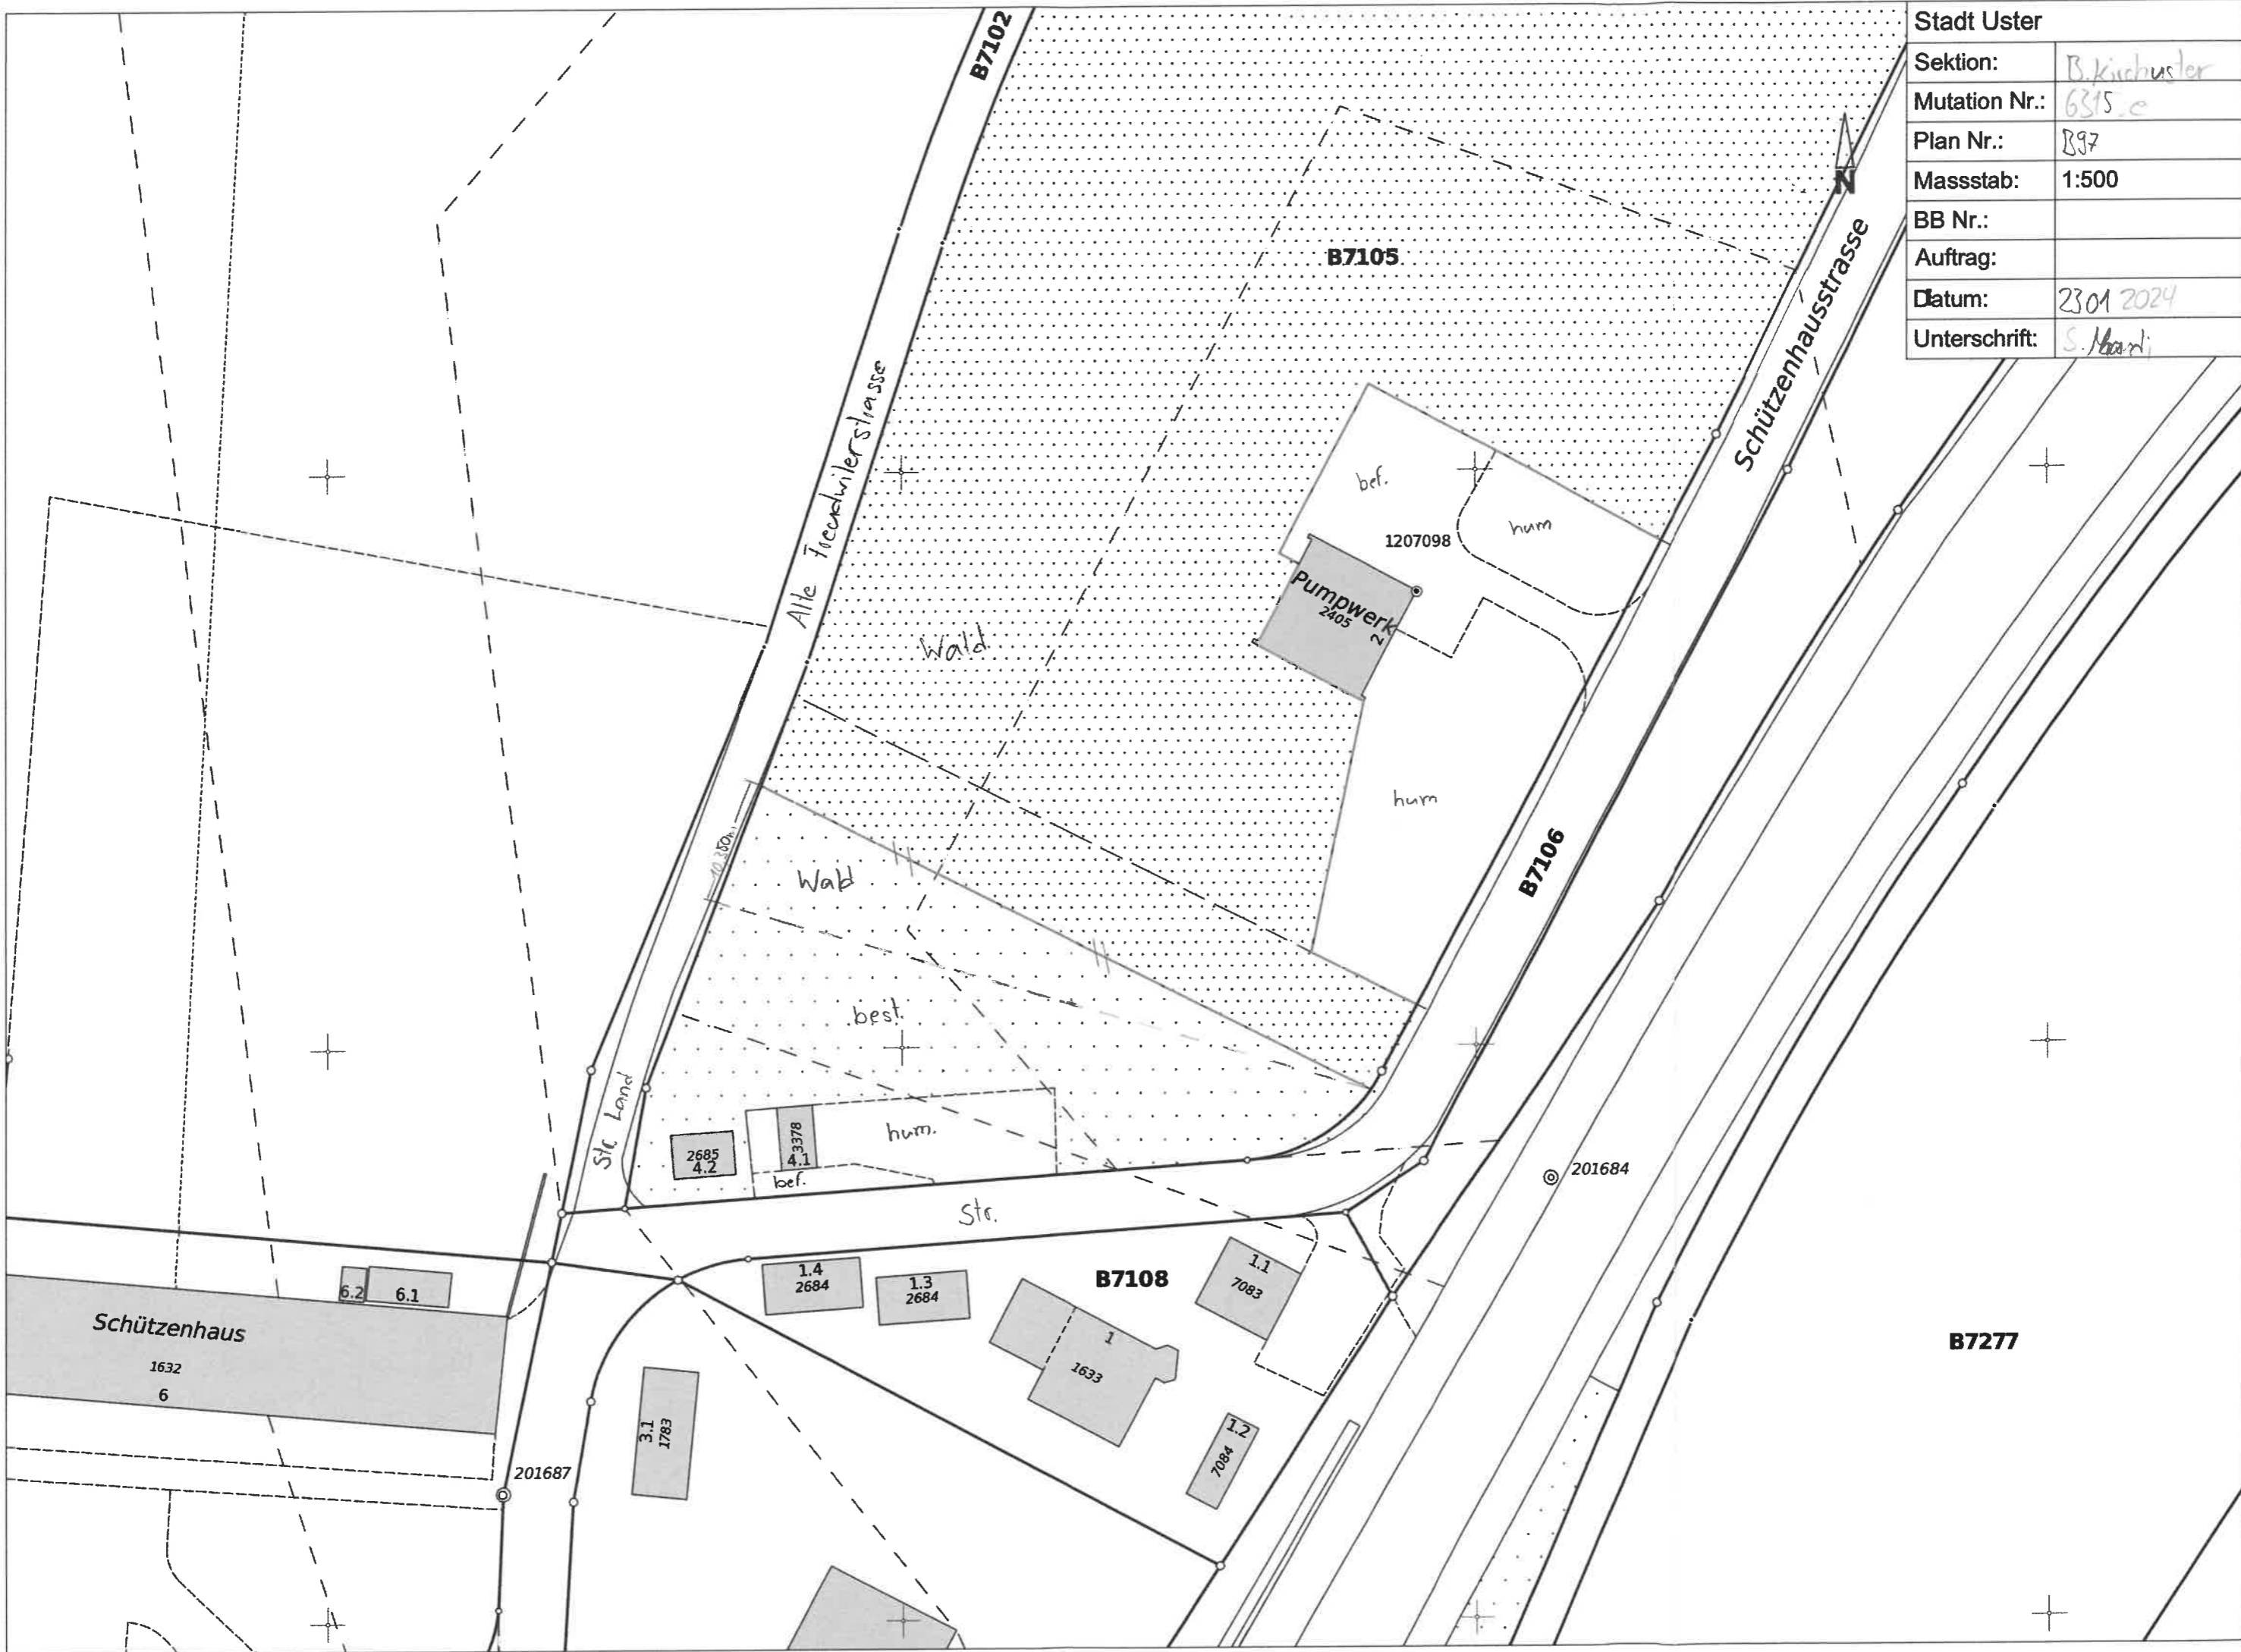 Stadt Uster
Sektion: B. Kirchuster
Mutation Nr.: 6315.e
Plan Nr.: B97
Massstab: 1:500
BB Nr.:
Auftrag:
Datum: 23 01 2024
Unterschrift: S.
B7102
N
B7105
Schützenhausstrasse
Alte
bef.
hum
1207098
Pumpwerk
2405
2
Wald
hum
B7106
Wald
best.
Str. Land
hum.
3378
4.1
2685
4.2
bef.
201684
Str.
B7108
1.4
2684
1.3
2684
1.1
7083
6.2
6.1
Schützenhaus
1632
6
1
1633
B7277
3.1
1783
1.2
7084
201687